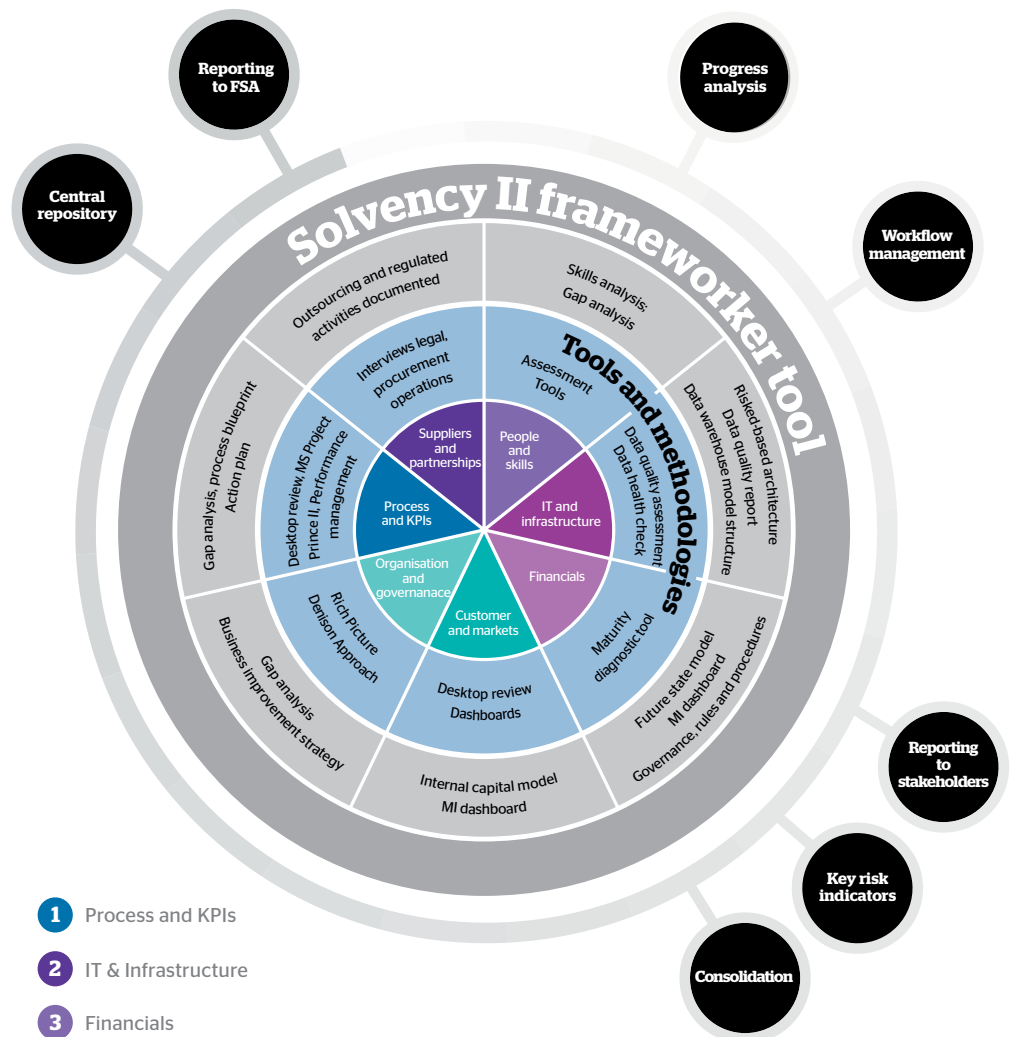 Reporting
to FSA
Progress
analysis
Central
repository
Workflow
management
Solvency II frameworker tool
Outsourcing and regulated
activities documented
Skills analysis;
Gap analysis
Risked-based architecture
Data quality report
Data warehouse model structure
Future state model
MI dashboard
Governance, rules and procedures
Internal capital model
MI dashboard
Gap analysis
Business improvement strategy
Gap analysis, process blueprint
Action plan
Tools and methodologies
Interviews legal,
procurement
operations
Assessment
Tools
Data quality assessment
Data health check
Maturity
diagnostic tool
Desktop review
Dashboards
Rich Picture
Denison Approach
Desktop review, MS Project
Prince II, Performance
management
Suppliers
and
partnerships
People
and
skills
IT and
infrastructure
Financials
Customer
and markets
Organisation
and
governanace
Process
and KPIs
Reporting
to
stakeholders
Key risk
indicators
Consolidation
1 Process and KPIs
2 IT & Infrastructure
3 Financials